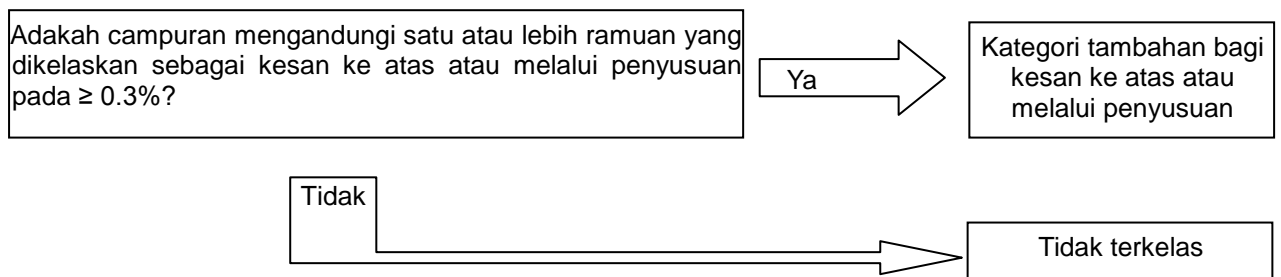 Adakah campuran mengandungi satu atau lebih ramuan yang
dikelaskan sebagai kesan ke atas atau melalui penyusuan
pada ≥ 0.3%?
Ya
Kategori tambahan bagi
kesan ke atas atau
melalui penyusuan
Tidak
Tidak terkelas